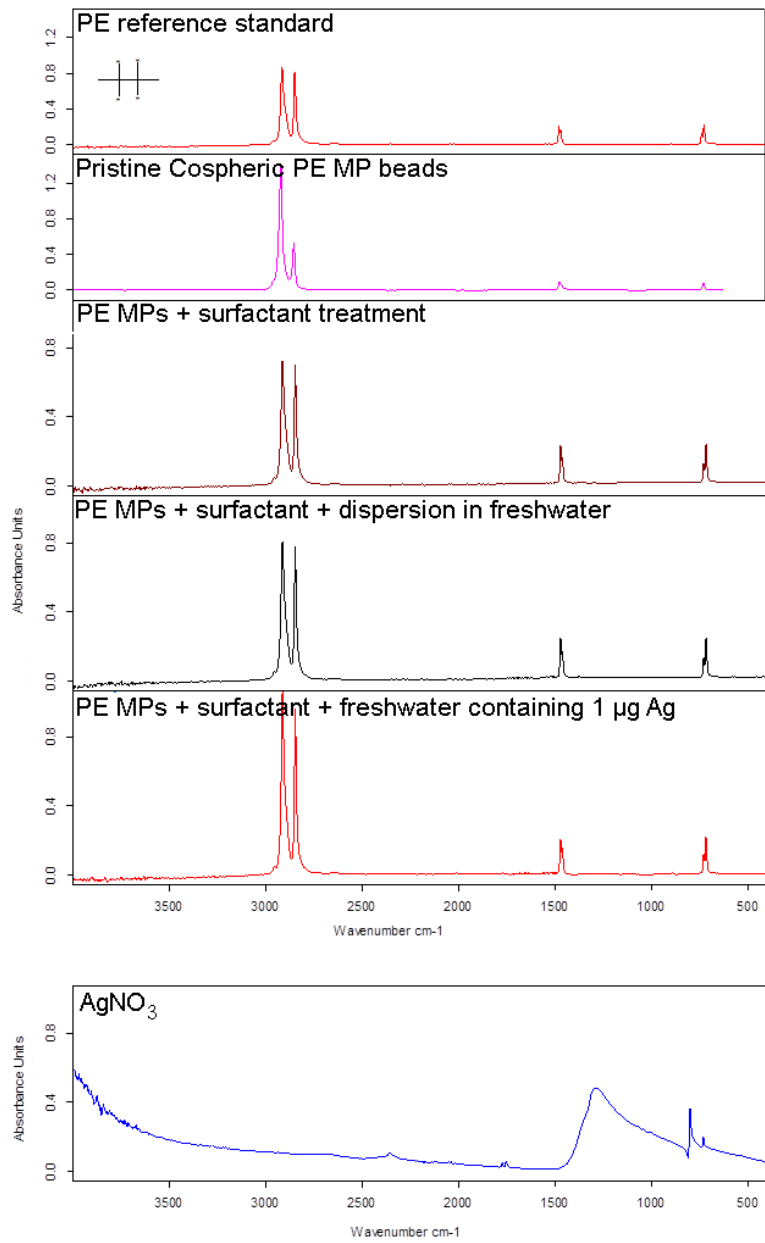 PE reference standard
1.2
0.8
0.4
0.0
Pristine Cospheric PE MP beads
1.2
0.8
0.4
0.0
PE MPs + surfactant treatment
0.8
0.4
0.0
PE MPs + surfactant + dispersion in freshwater
0.8
0.4
0.0
PE MPs + surfactant + freshwater containing 1 µg Ag
0.8
0.4
0.0
Absorbance Units
3500 3000 2500 2000 1500 1000 500
Wavenumber cm-1
AgNO₃
0.8
0.4
0.0
Absorbance Units
3500 3000 2500 2000 1500 1000 500
Wavenumber cm-1